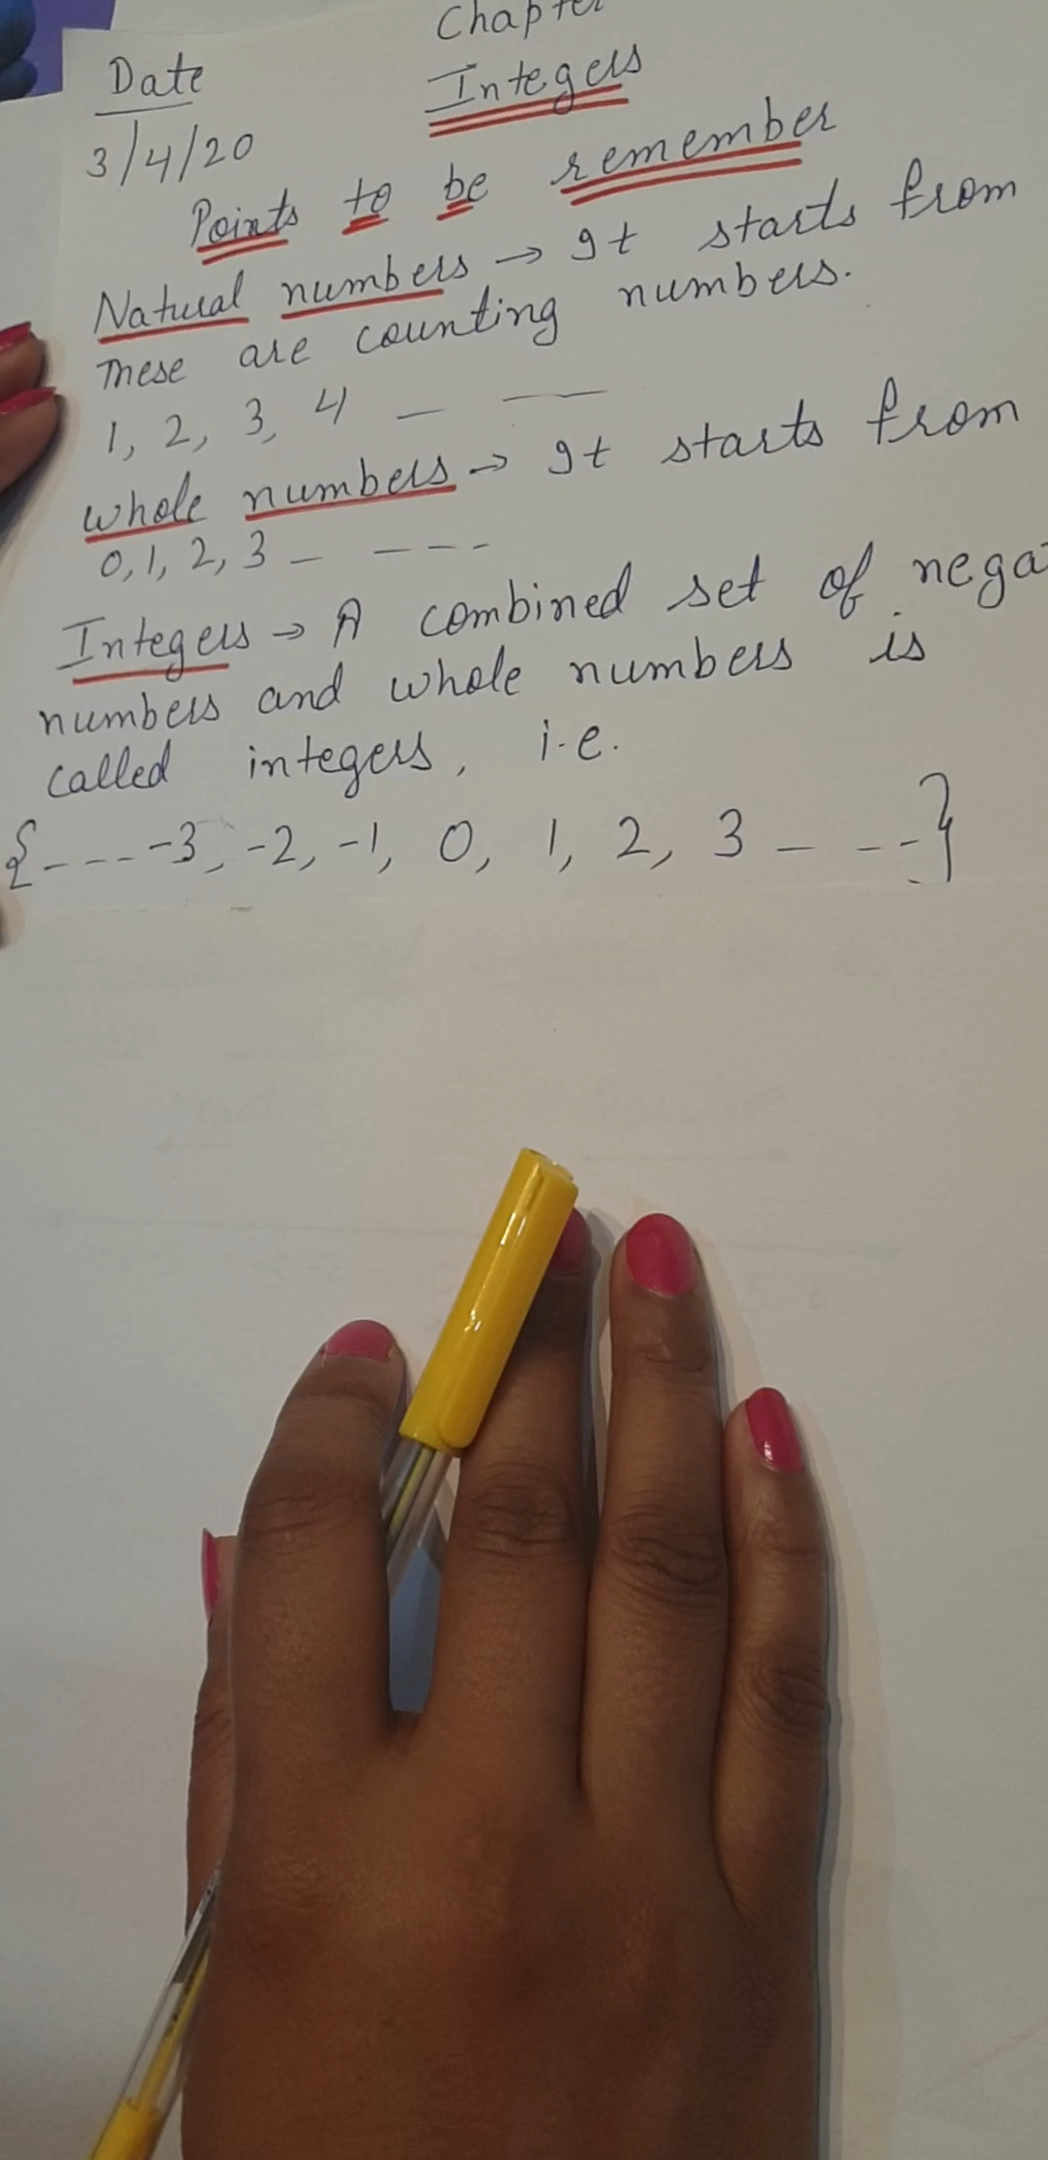 Chapter
Date
Integers
3/4/20
Points to be remember
Natural numbers → It starts from
These are counting numbers.
1, 2, 3, 4 — —
Whole numbers → It starts from
0, 1, 2, 3 – - - -
Integers → A combined set of nega
numbers and whole numbers is
called integers, i.e.
{- - - -3, -2, -1, 0, 1, 2, 3 – - -}